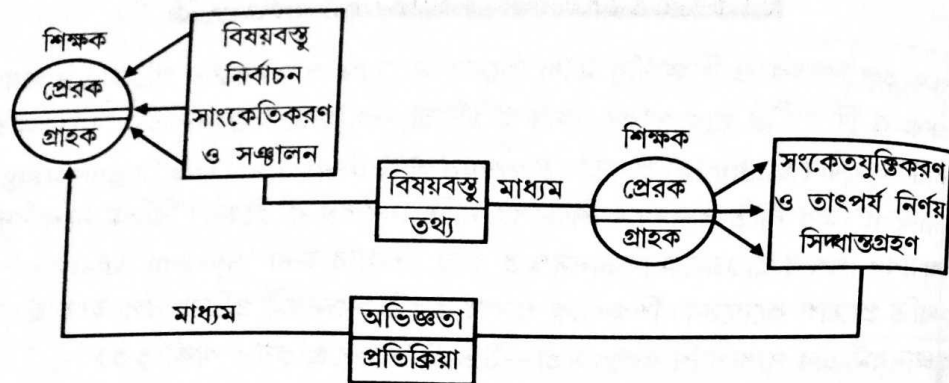 শিক্ষক
প্রেরক
গ্রাহক
বিষয়বস্তু
নির্বাচন
সাংকেতিকরণ
ও সঞ্চালন
বিষয়বস্তু
তথ্য
মাধ্যম
শিক্ষক
প্রেরক
গ্রাহক
সংকেতযুক্তিকরণ
ও তাৎপর্য নির্ণয়
সিদ্ধান্তগ্রহণ
মাধ্যম
অভিজ্ঞতা
প্রতিক্রিয়া